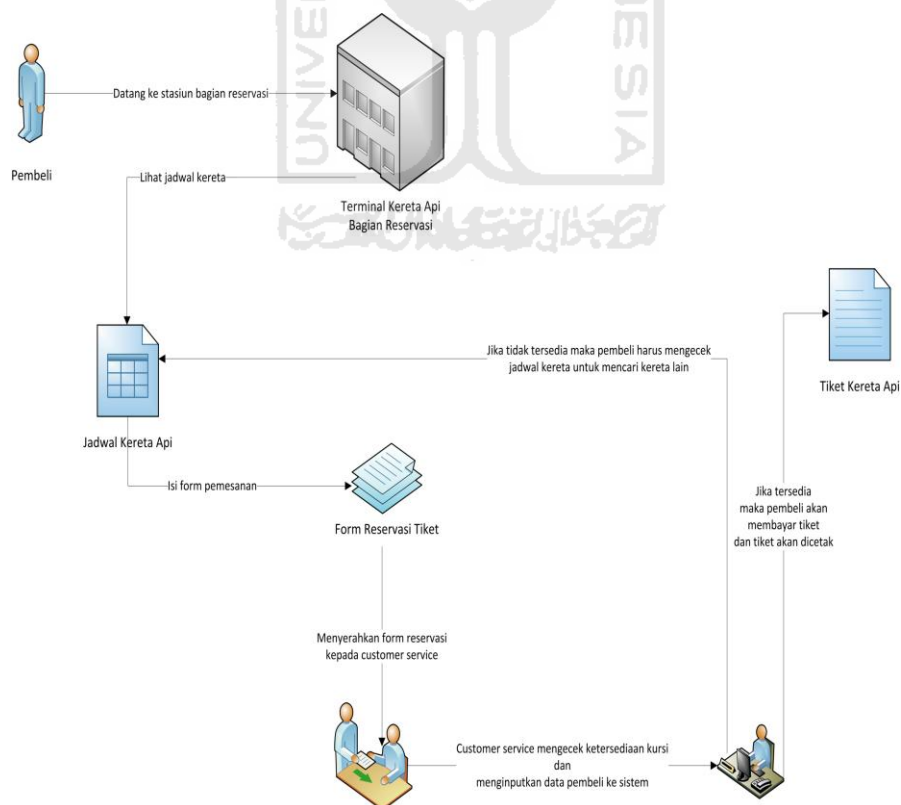 UNIVE
ESIA
Datang ke stasiun bagian reservasi
Pembeli
Lihat jadwal kereta
Terminal Kereta Api
Bagian Reservasi
Jika tidak tersedia maka pembeli harus mengecek
jadwal kereta untuk mencari kereta lain
Tiket Kereta Api
Jadwal Kereta Api
Isi form pemesanan
Form Reservasi Tiket
Jika tersedia
maka pembeli akan
membayar tiket
dan tiket akan dicetak
Menyerahkan form reservasi
kepada customer service
Customer service mengecek ketersediaan kursi
dan
menginputkan data pembeli ke sistem